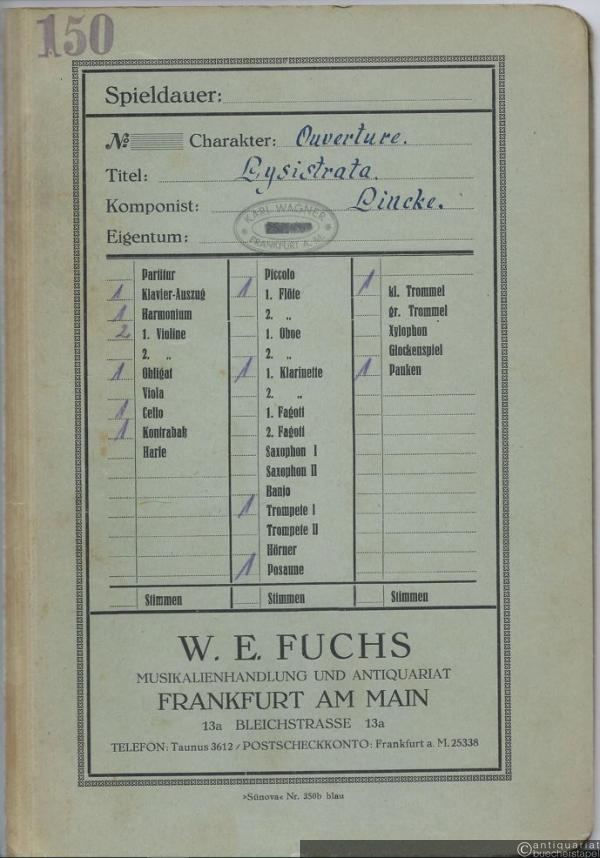 150
Spieldauer:
№ Charakter: Ouverture.
Titel: Lysistrata.
Komponist: Lincke.
Eigentum:
KARL WAGNER
FRANKFURT A. M.
Partitur
1 Klavier-Auszug
1 Harmonium
2 1. Violine
2. „
1 Obligat
Viola
1 Cello
1 Kontrabaß
Harfe
Stimmen
Piccolo
1 1. Flöte
2. „
1. Oboe
2. „
1 1. Klarinette
2. „
1. Fagott
2. Fagott
Saxophon I
Saxophon II
Banjo
1 Trompete I
Trompete II
Hörner
1 Posaune
Stimmen
1 kl. Trommel
gr. Trommel
Xylophon
Glockenspiel
1 Pauken
Stimmen
W. E. FUCHS
MUSIKALIENHANDLUNG UND ANTIQUARIAT
FRANKFURT AM MAIN
13a BLEICHSTRASSE 13a
TELEFON: Taunus 3612 / POSTSCHECKKONTO: Frankfurt a. M. 25338
»Sünova« Nr. 350b blau
antiquariat
buecherstapel